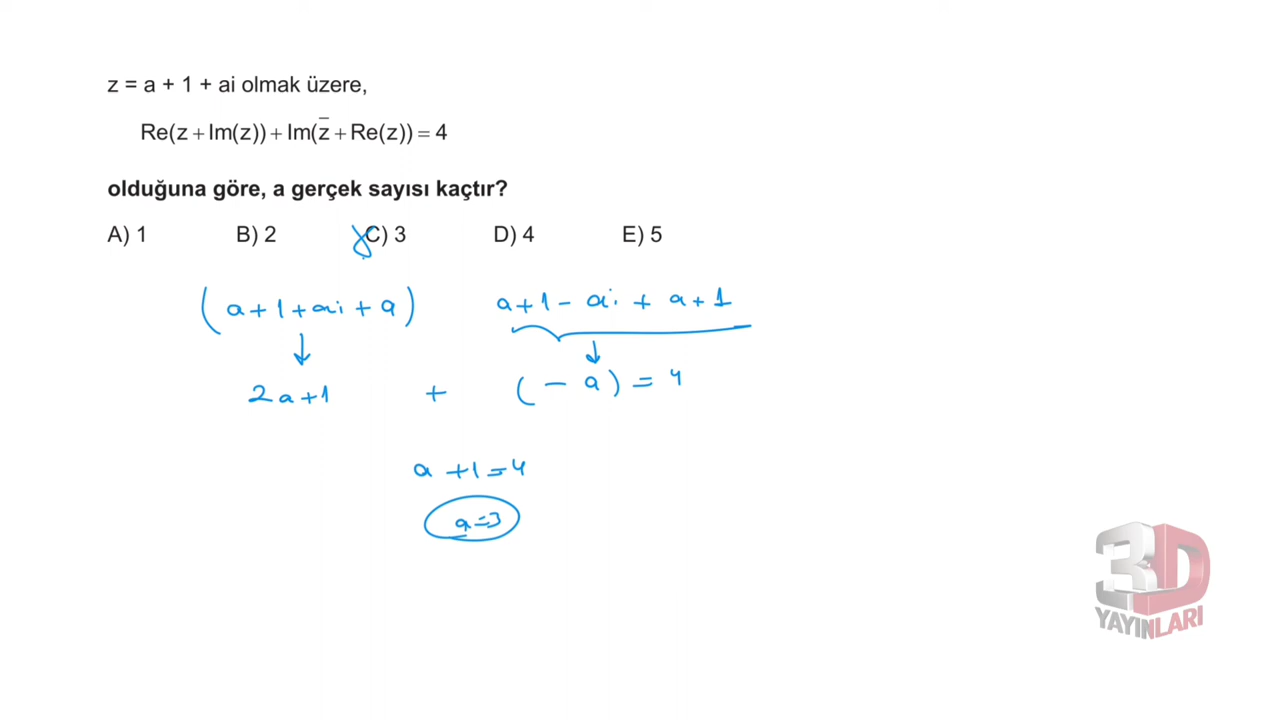 z = a + 1 + ai olmak üzere,
Re(z + Im(z)) + Im(z̅ + Re(z)) = 4
olduğuna göre, a gerçek sayısı kaçtır?
A) 1 B) 2 C) 3 D) 4 E) 5
(a + 1 + ai + a) a + 1 - ai + a + 1
2a + 1 + (-a) = 4
a + 1 = 4
a = 3
3D
YAYINLARI